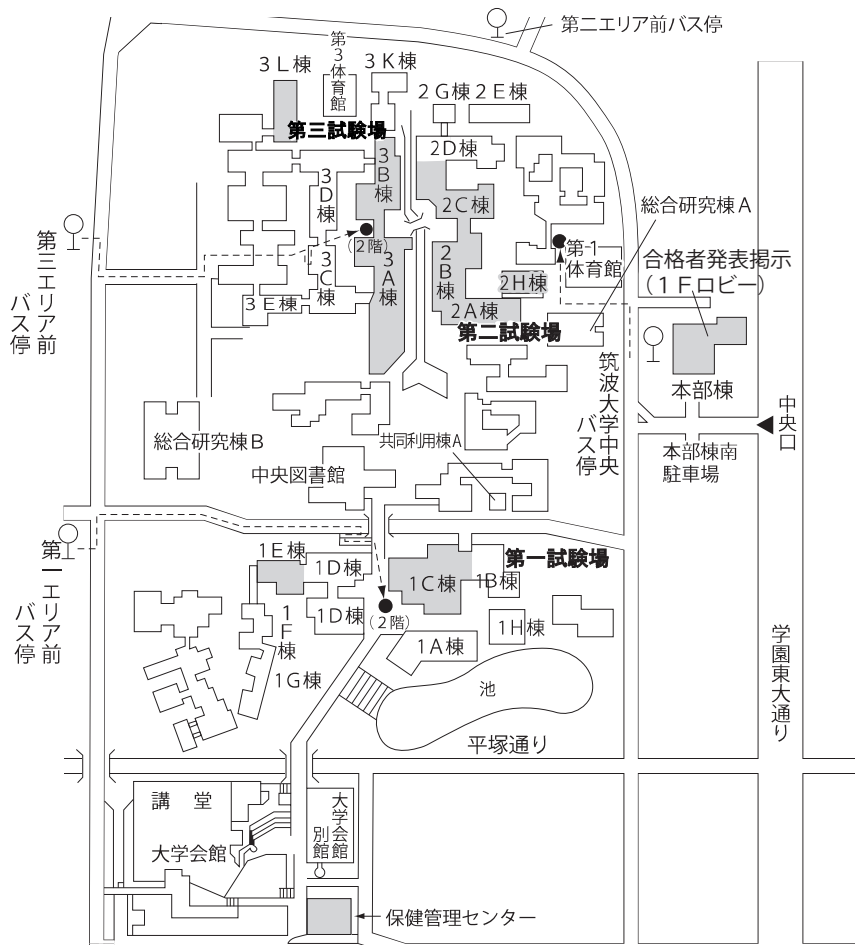 第二エリア前バス停
第3体育館
3L棟
3K棟
2G棟
2E棟
第三試験場
2D棟
3B棟
3D棟
2C棟
総合研究棟A
第三エリア前
バス停
(2階)
3C棟
3A棟
2B棟
2H棟
第1
体育館
合格者発表掲示
(1Fロビー)
3E棟
2A棟
第二試験場
筑波大学中央
バス停
本部棟
中央口
総合研究棟B
共同利用棟A
本部棟南
駐車場
中央図書館
第一エリア前
バス停
1E棟
1D棟
第一試験場
1C棟
1B棟
1D棟
(2階)
1F棟
1H棟
1A棟
1G棟
池
学園東大通り
平塚通り
講堂
大学会館
別館
大学会館
保健管理センター